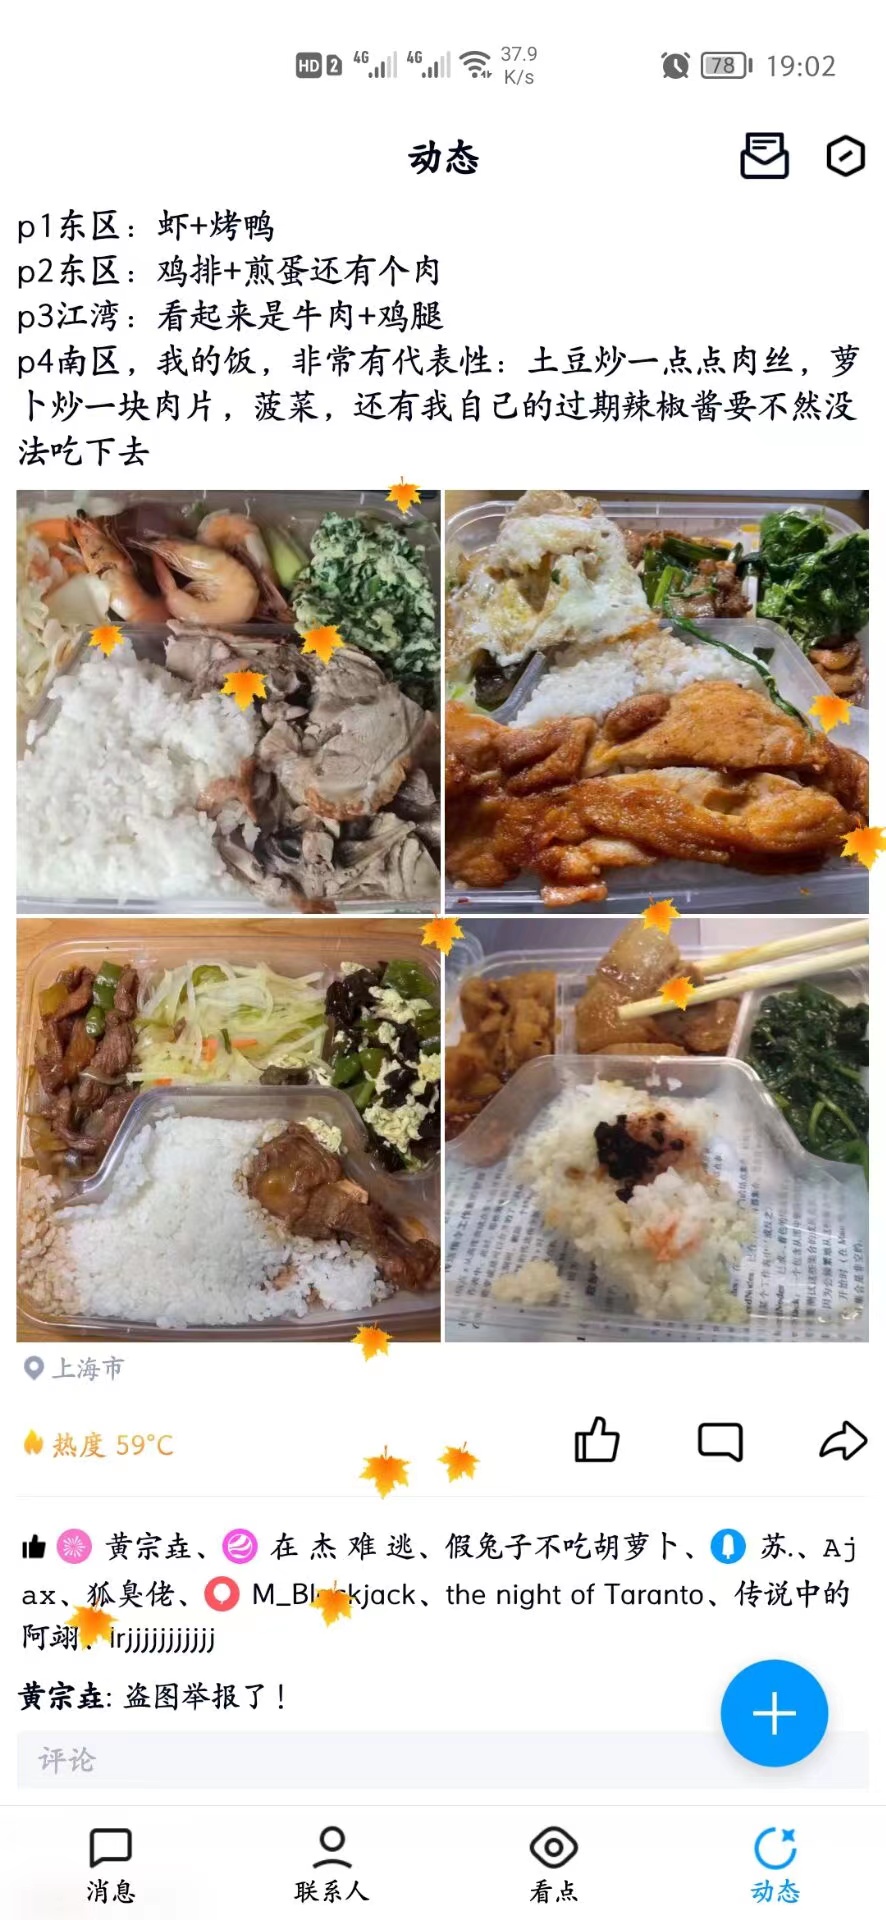 HD 2 4G 4G 37.9 K/s 78 19:02
动态
p1东区：虾+烤鸭
p2东区：鸡排+煎蛋还有个肉
p3江湾：看起来是牛肉+鸡腿
p4南区，我的饭，非常有代表性：土豆炒一点点肉丝，萝
卜炒一块肉片，菠菜，还有我自己的过期辣椒酱要不然没
法吃下去
上海市
热度 59°C
黄宗垚、在 杰 难 逃、假兔子不吃胡萝卜、苏.、Aj
ax、狐臭佬、M_Bl kjack、the night of Taranto、传说中的
阿翊、irjjjjjjjjjjj
黄宗垚: 盗图举报了！
评论
消息
联系人
看点
动态